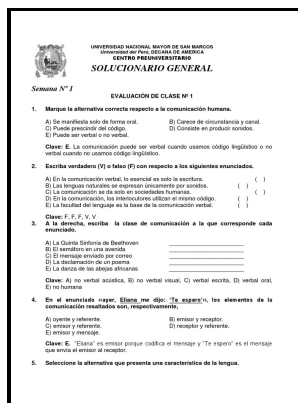 UNIVERSIDAD NACIONAL MAYOR DE SAN MARCOS
Universidad del Perú, DECANA DE AMERICA
CENTRO PREUNIVERSITARIO
SOLUCIONARIO GENERAL
Semana Nº 1
EVALUACIÓN DE CLASE Nº 1
1. Marque la alternativa correcta respecto a la comunicación humana.
A) Se manifiesta solo de forma oral. B) Carece de circunstancia y canal.
C) Puede prescindir del código. D) Consiste en producir sonidos.
E) Puede ser verbal o no verbal.
Clave: E. La comunicación puede ser verbal cuando usamos código lingüístico o no
verbal cuando no usamos código lingüístico.
2. Escriba verdadero (V) o falso (F) con respecto a los siguientes enunciados.
A) En la comunicación verbal, lo esencial es solo la escritura. ( )
B) Las lenguas naturales se expresan únicamente por sonidos. ( )
C) La comunicación se da solo en sociedades humanas. ( )
D) En la comunicación, los interlocutores utilizan el mismo código. ( )
E) La facultad del lenguaje es la base de la comunicación verbal. ( )
Clave: F, F, F, V, V
3. A la derecha, escriba la clase de comunicación a la que corresponde cada
enunciado.
A) La Quinta Sinfonía de Beethoven
B) El semáforo en una avenida
C) El mensaje enviado por correo
D) La declamación de un poema
E) La danza de las abejas africanas
Clave: A) no verbal acústica, B) no verbal visual, C) verbal escrita, D) verbal oral,
E) no humana
4. En el enunciado «ayer, Eliana me dijo: 'Te espero'», los elementos de la
comunicación resaltados son, respectivamente,
A) oyente y referente. B) emisor y receptor.
C) emisor y referente. D) receptor y referente.
E) emisor y mensaje.
Clave: E. "Eliana" es emisor porque codifica el mensaje y "Te espero" es el mensaje
que envía el emisor al receptor.
5. Seleccione la alternativa que presenta una característica de la lengua.